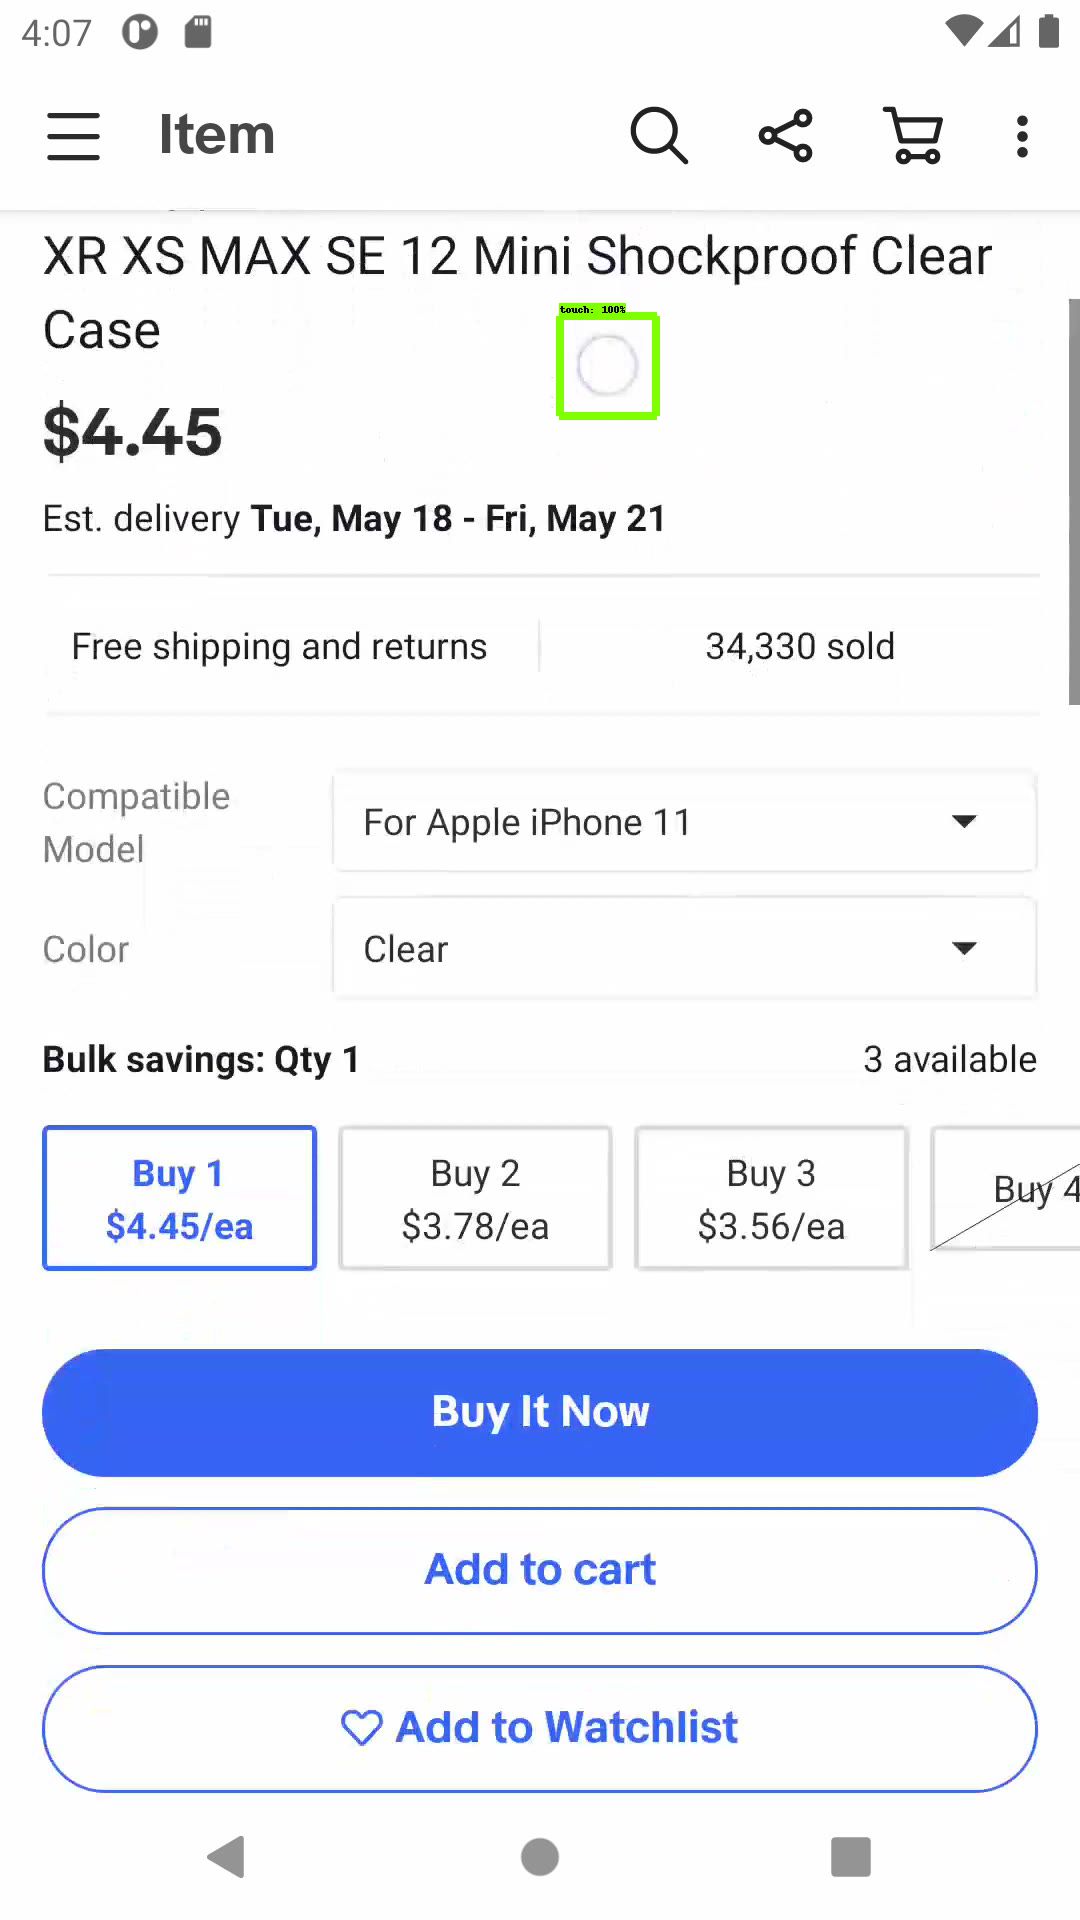 4:07
Item
XR XS MAX SE 12 Mini Shockproof Clear
Case
touch: 100%
$4.45
Est. delivery Tue, May 18 - Fri, May 21
Free shipping and returns
34,330 sold
Compatible
Model
For Apple iPhone 11
Color
Clear
Bulk savings: Qty 1
3 available
Buy 1
$4.45/ea
Buy 2
$3.78/ea
Buy 3
$3.56/ea
Buy 4
Buy It Now
Add to cart
Add to Watchlist